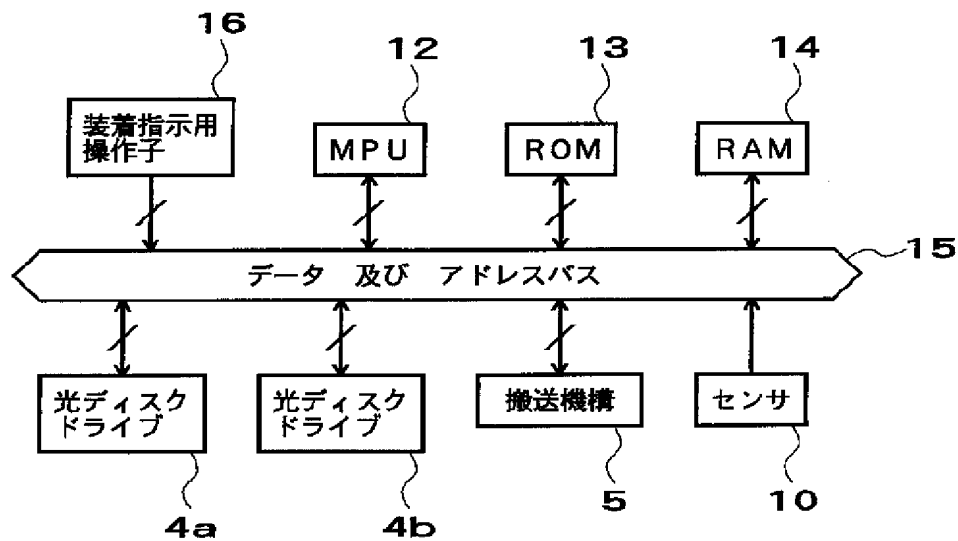 16
12
13
14
装着指示用
操作子
MPU
ROM
RAM
15
データ 及び アドレスバス
光ディスク
ドライブ
光ディスク
ドライブ
搬送機構
センサ
4a
4b
5
10